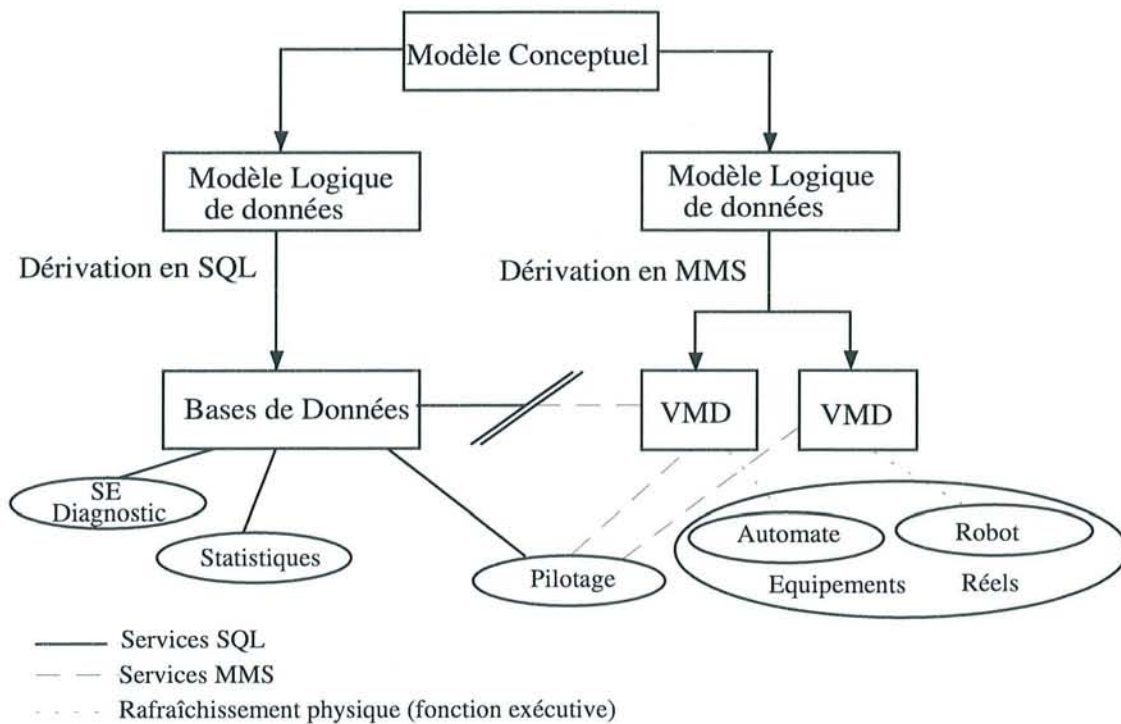 Modèle Conceptuel
Modèle Logique
de données
Modèle Logique
de données
Dérivation en SQL
Dérivation en MMS
Bases de Données
VMD
VMD
SE
Diagnostic
Statistiques
Pilotage
Automate
Robot
Equipements
Réels
Services SQL
Services MMS
Rafraîchissement physique (fonction exécutive)